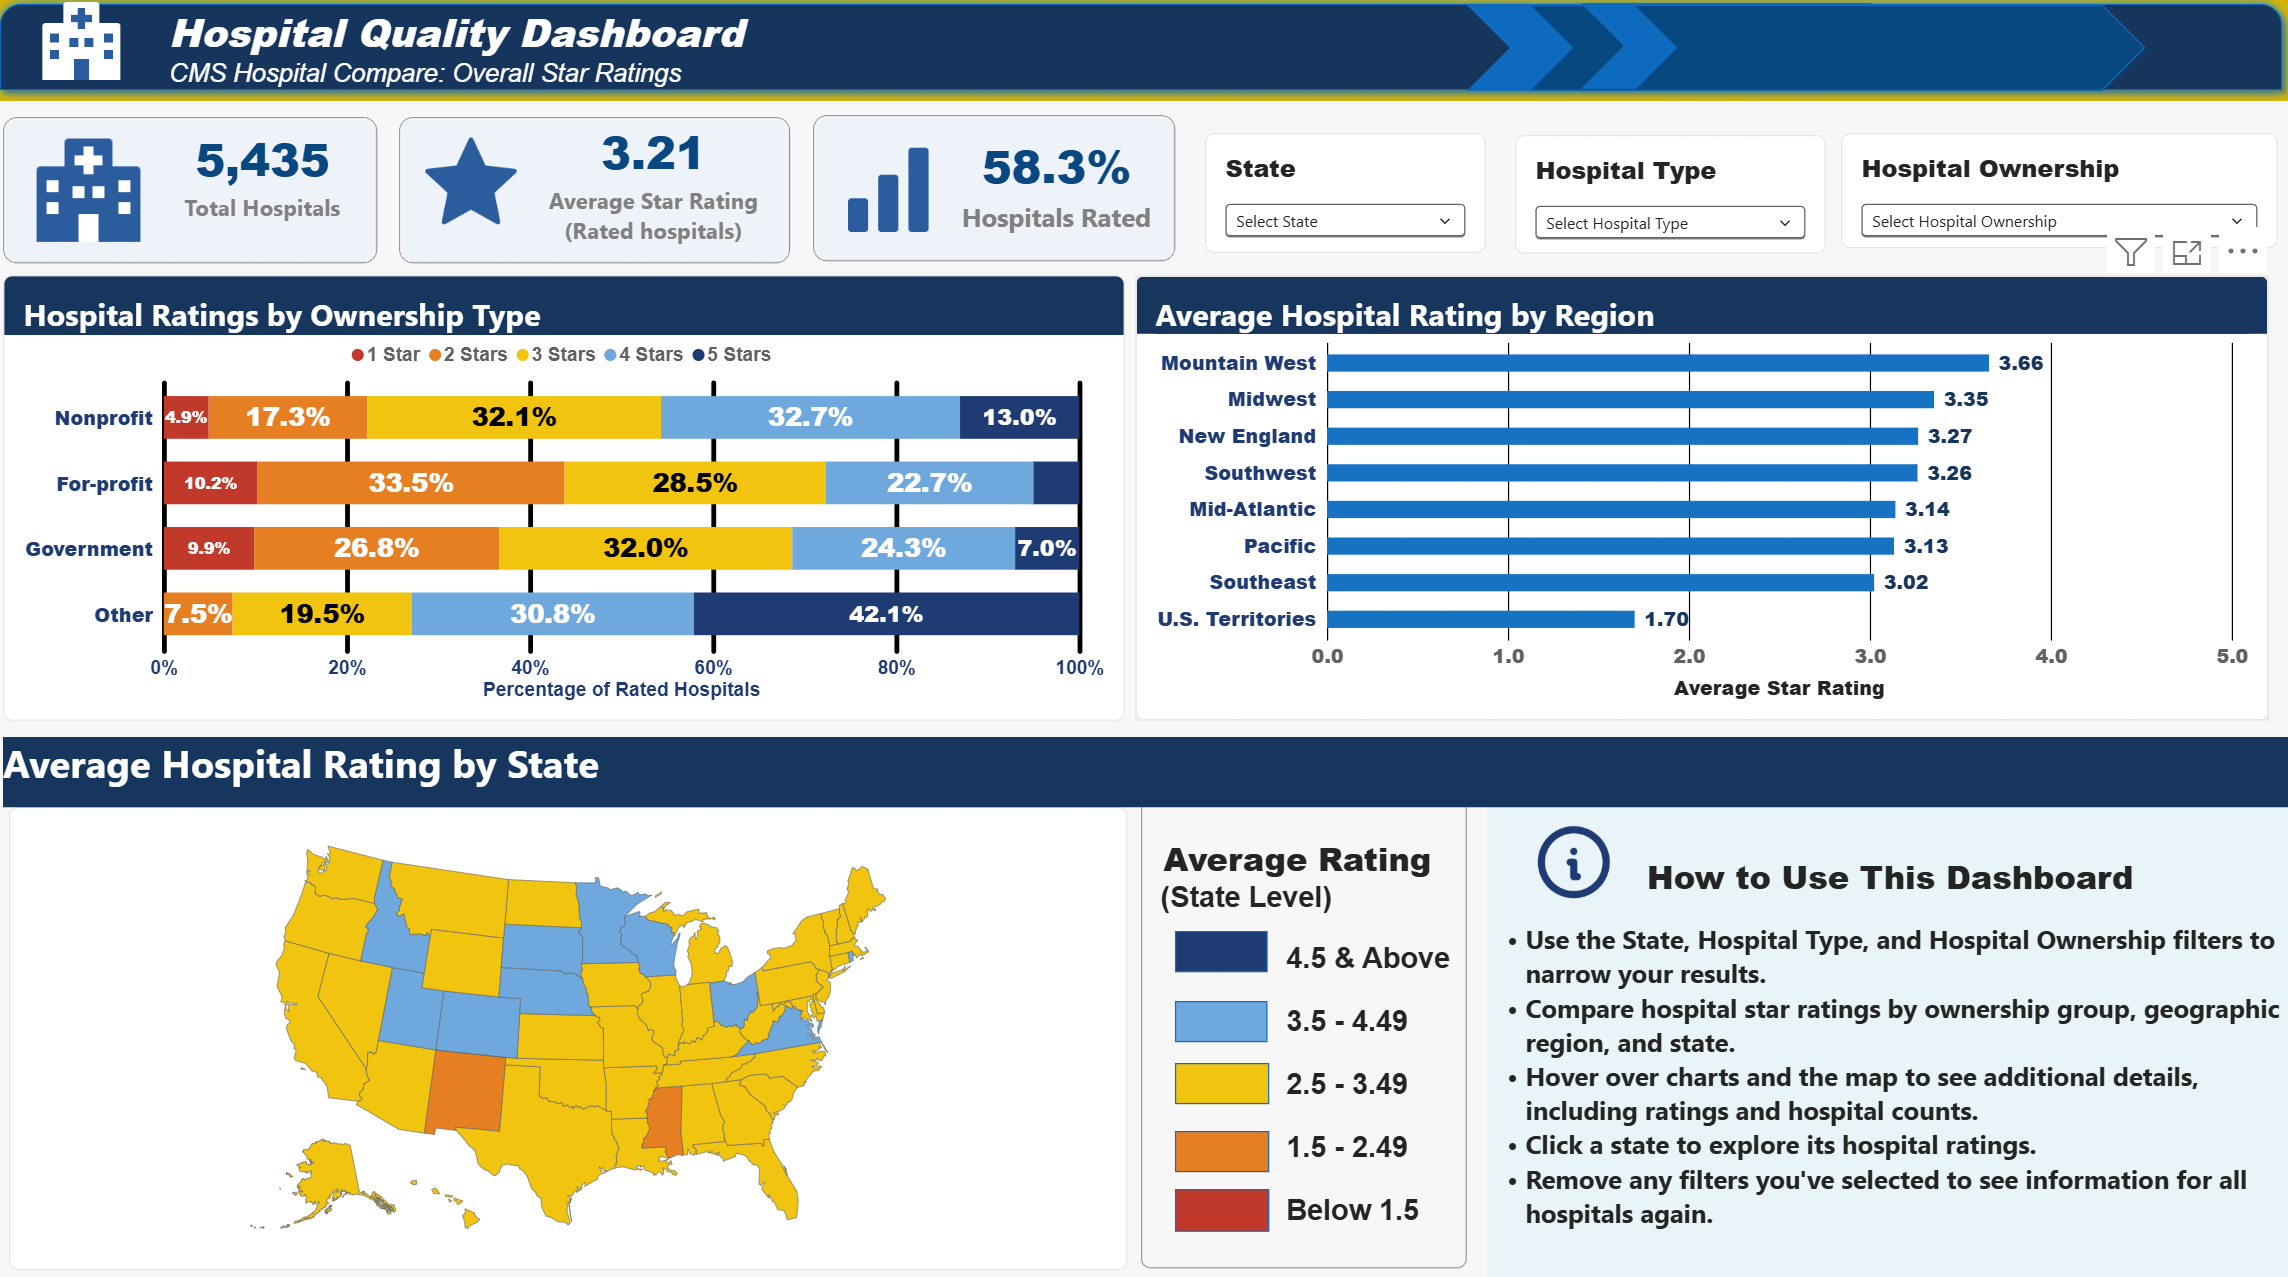 Hospital Quality Dashboard
CMS Hospital Compare: Overall Star Ratings
5,435
Total Hospitals
3.21
Average Star Rating
(Rated hospitals)
58.3%
Hospitals Rated
State
Select State
Hospital Type
Select Hospital Type
Hospital Ownership
Select Hospital Ownership
Hospital Ratings by Ownership Type
1 Star 2 Stars 3 Stars 4 Stars 5 Stars
Nonprofit 4.9% 17.3% 32.1% 32.7% 13.0%
For-profit 10.2% 33.5% 28.5% 22.7%
Government 9.9% 26.8% 32.0% 24.3% 7.0%
Other 7.5% 19.5% 30.8% 42.1%
0% 20% 40% 60% 80% 100%
Percentage of Rated Hospitals
Average Hospital Rating by Region
Mountain West 3.66
Midwest 3.35
New England 3.27
Southwest 3.26
Mid-Atlantic 3.14
Pacific 3.13
Southeast 3.02
U.S. Territories 1.70
0.0 1.0 2.0 3.0 4.0 5.0
Average Star Rating
Average Hospital Rating by State
Average Rating
(State Level)
4.5 & Above
3.5 - 4.49
2.5 - 3.49
1.5 - 2.49
Below 1.5
How to Use This Dashboard
• Use the State, Hospital Type, and Hospital Ownership filters to
narrow your results.
• Compare hospital star ratings by ownership group, geographic
region, and state.
• Hover over charts and the map to see additional details,
including ratings and hospital counts.
• Click a state to explore its hospital ratings.
• Remove any filters you've selected to see information for all
hospitals again.